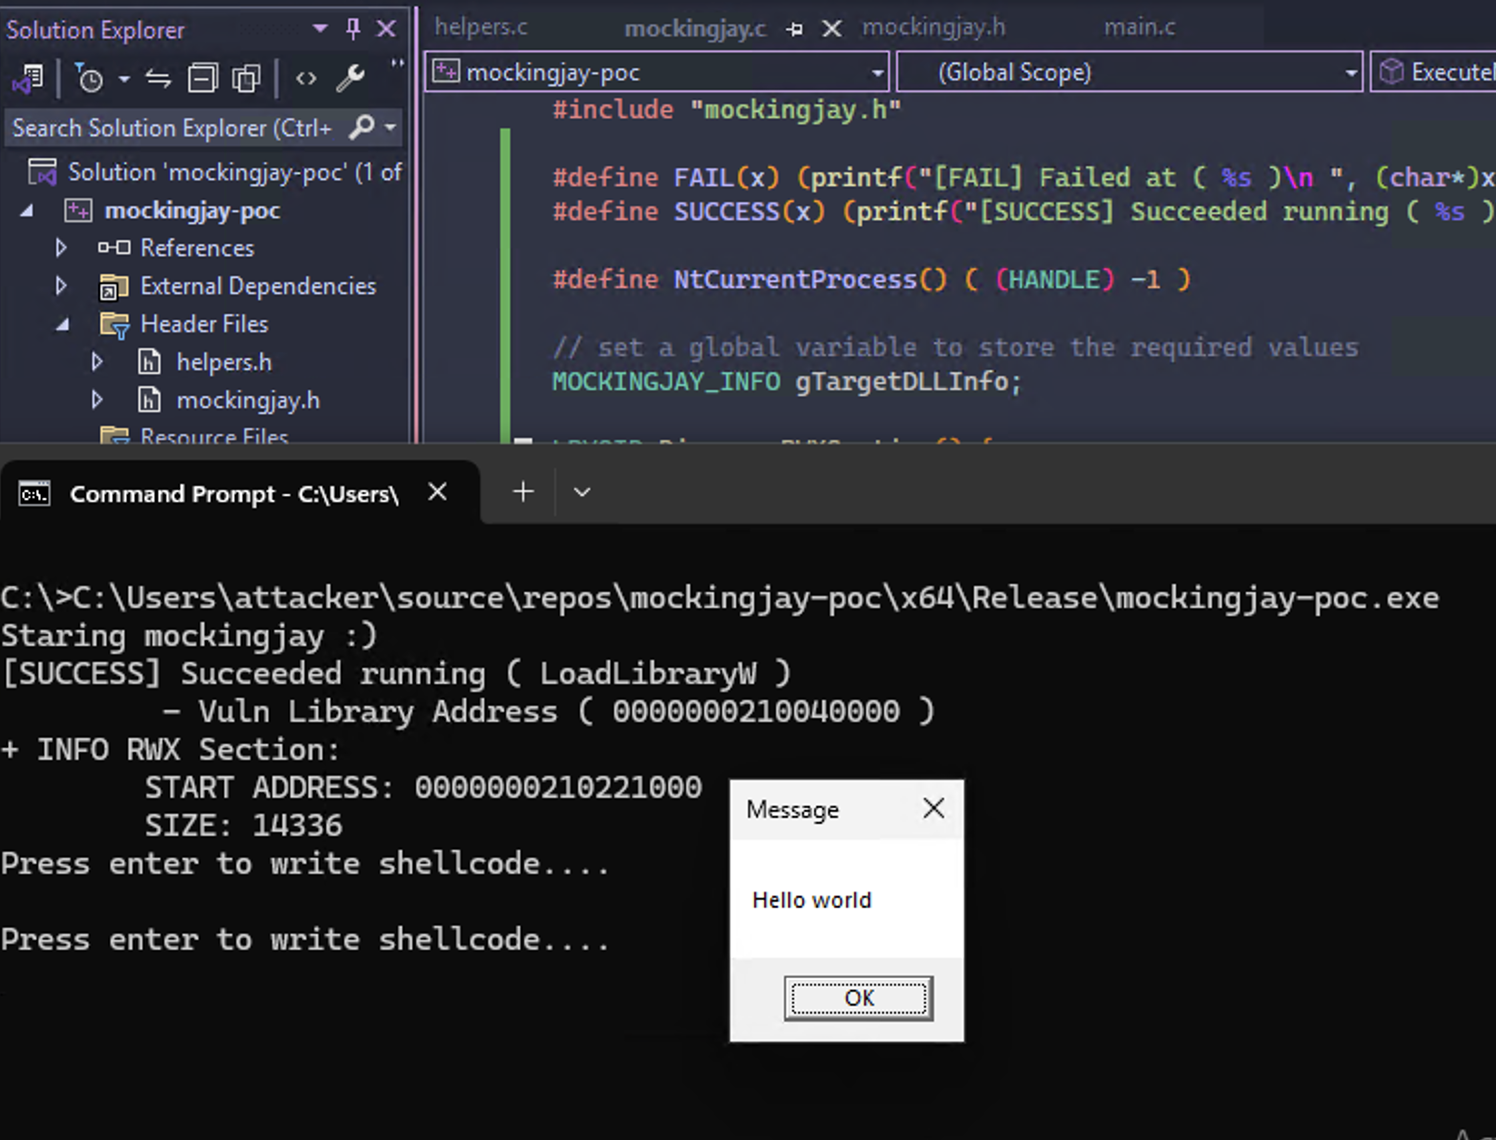 Solution Explorer
Search Solution Explorer (Ctrl+
Solution 'mockingjay-poc' (1 of
mockingjay-poc
References
External Dependencies
Header Files
helpers.h
mockingjay.h
Resource Files
helpers.c mockingjay.c mockingjay.h main.c
mockingjay-poc (Global Scope) Execute
#include "mockingjay.h"
#define FAIL(x) (printf("[FAIL] Failed at ( %s )\n ", (char*)x
#define SUCCESS(x) (printf("[SUCCESS] Succeeded running ( %s )
#define NtCurrentProcess() ( (HANDLE) -1 )
// set a global variable to store the required values
MOCKINGJAY_INFO gTargetDLLInfo;
Command Prompt - C:\Users\
C:\>C:\Users\attacker\source\repos\mockingjay-poc\x64\Release\mockingjay-poc.exe
Staring mockingjay :)
[SUCCESS] Succeeded running ( LoadLibraryW )
- Vuln Library Address ( 0000000210040000 )
+ INFO RWX Section:
START ADDRESS: 0000000210221000
SIZE: 14336
Press enter to write shellcode....
Press enter to write shellcode....
Message
Hello world
OK